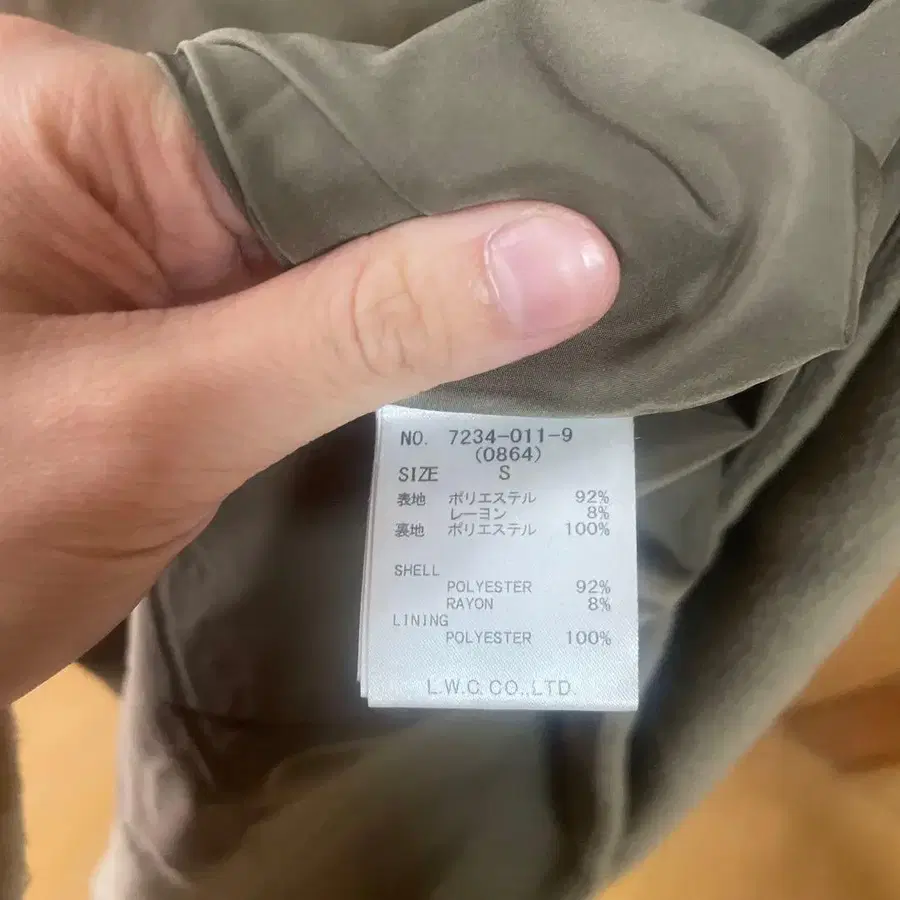 NO. 7234-011-9
(0864)
SIZE S
表地 ポリエステル 92%
レーヨン 8%
裏地 ポリエステル 100%
SHELL
POLYESTER 92%
RAYON 8%
LINING
POLYESTER 100%
L.W.C. CO.,LTD.